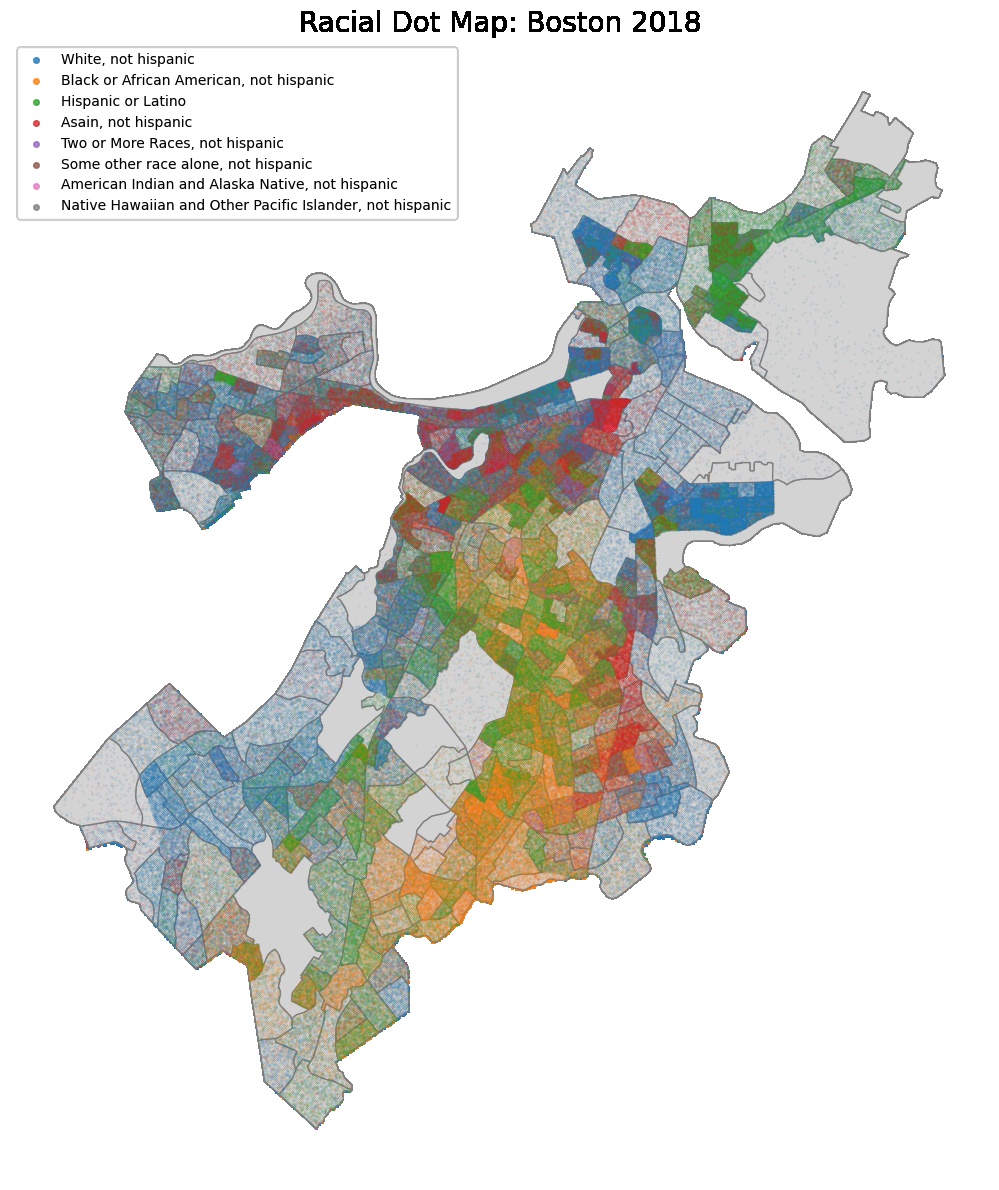 Racial Dot Map: Boston 2018
White, not hispanic
Black or African American, not hispanic
Hispanic or Latino
Asain, not hispanic
Two or More Races, not hispanic
Some other race alone, not hispanic
American Indian and Alaska Native, not hispanic
Native Hawaiian and Other Pacific Islander, not hispanic